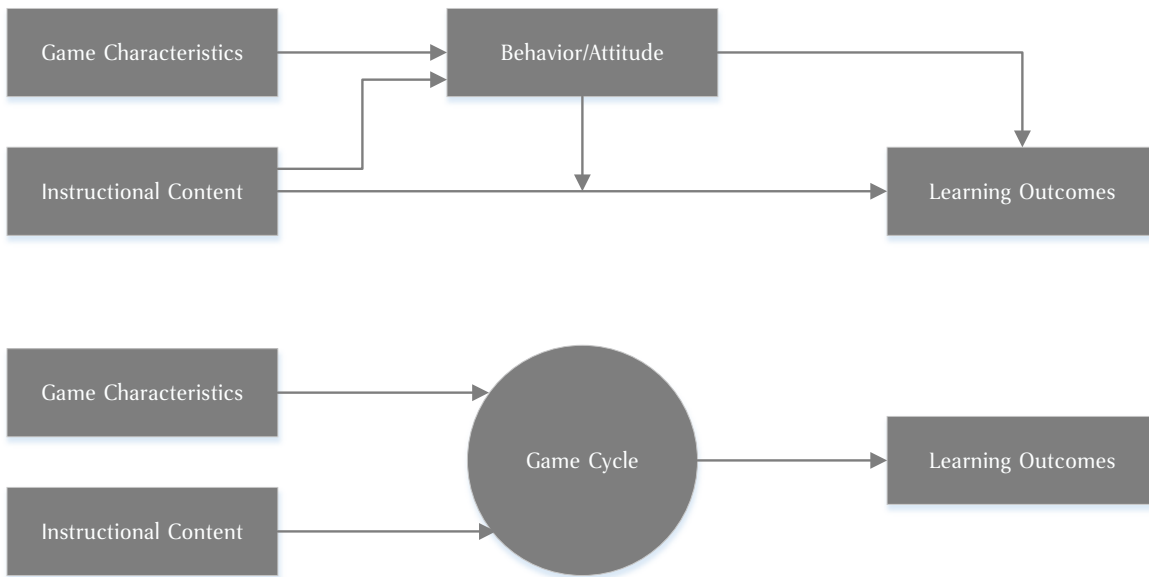 Game Characteristics
Behavior/Attitude
Instructional Content
Learning Outcomes
Game Characteristics
Game Cycle
Learning Outcomes
Instructional Content